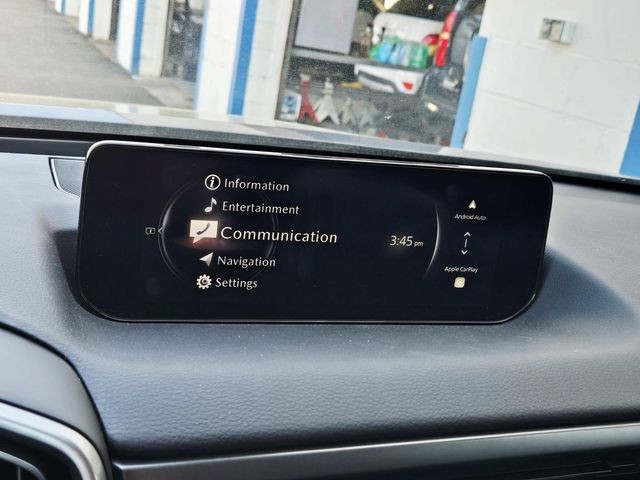 Information
Entertainment
Communication
Navigation
Settings
3:45 pm
Android Auto
Apple CarPlay